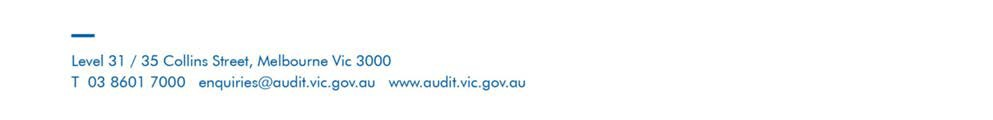 Level 31 / 35 Collins Street, Melbourne Vic 3000
T 03 8601 7000 enquiries@audit.vic.gov.au www.audit.vic.gov.au